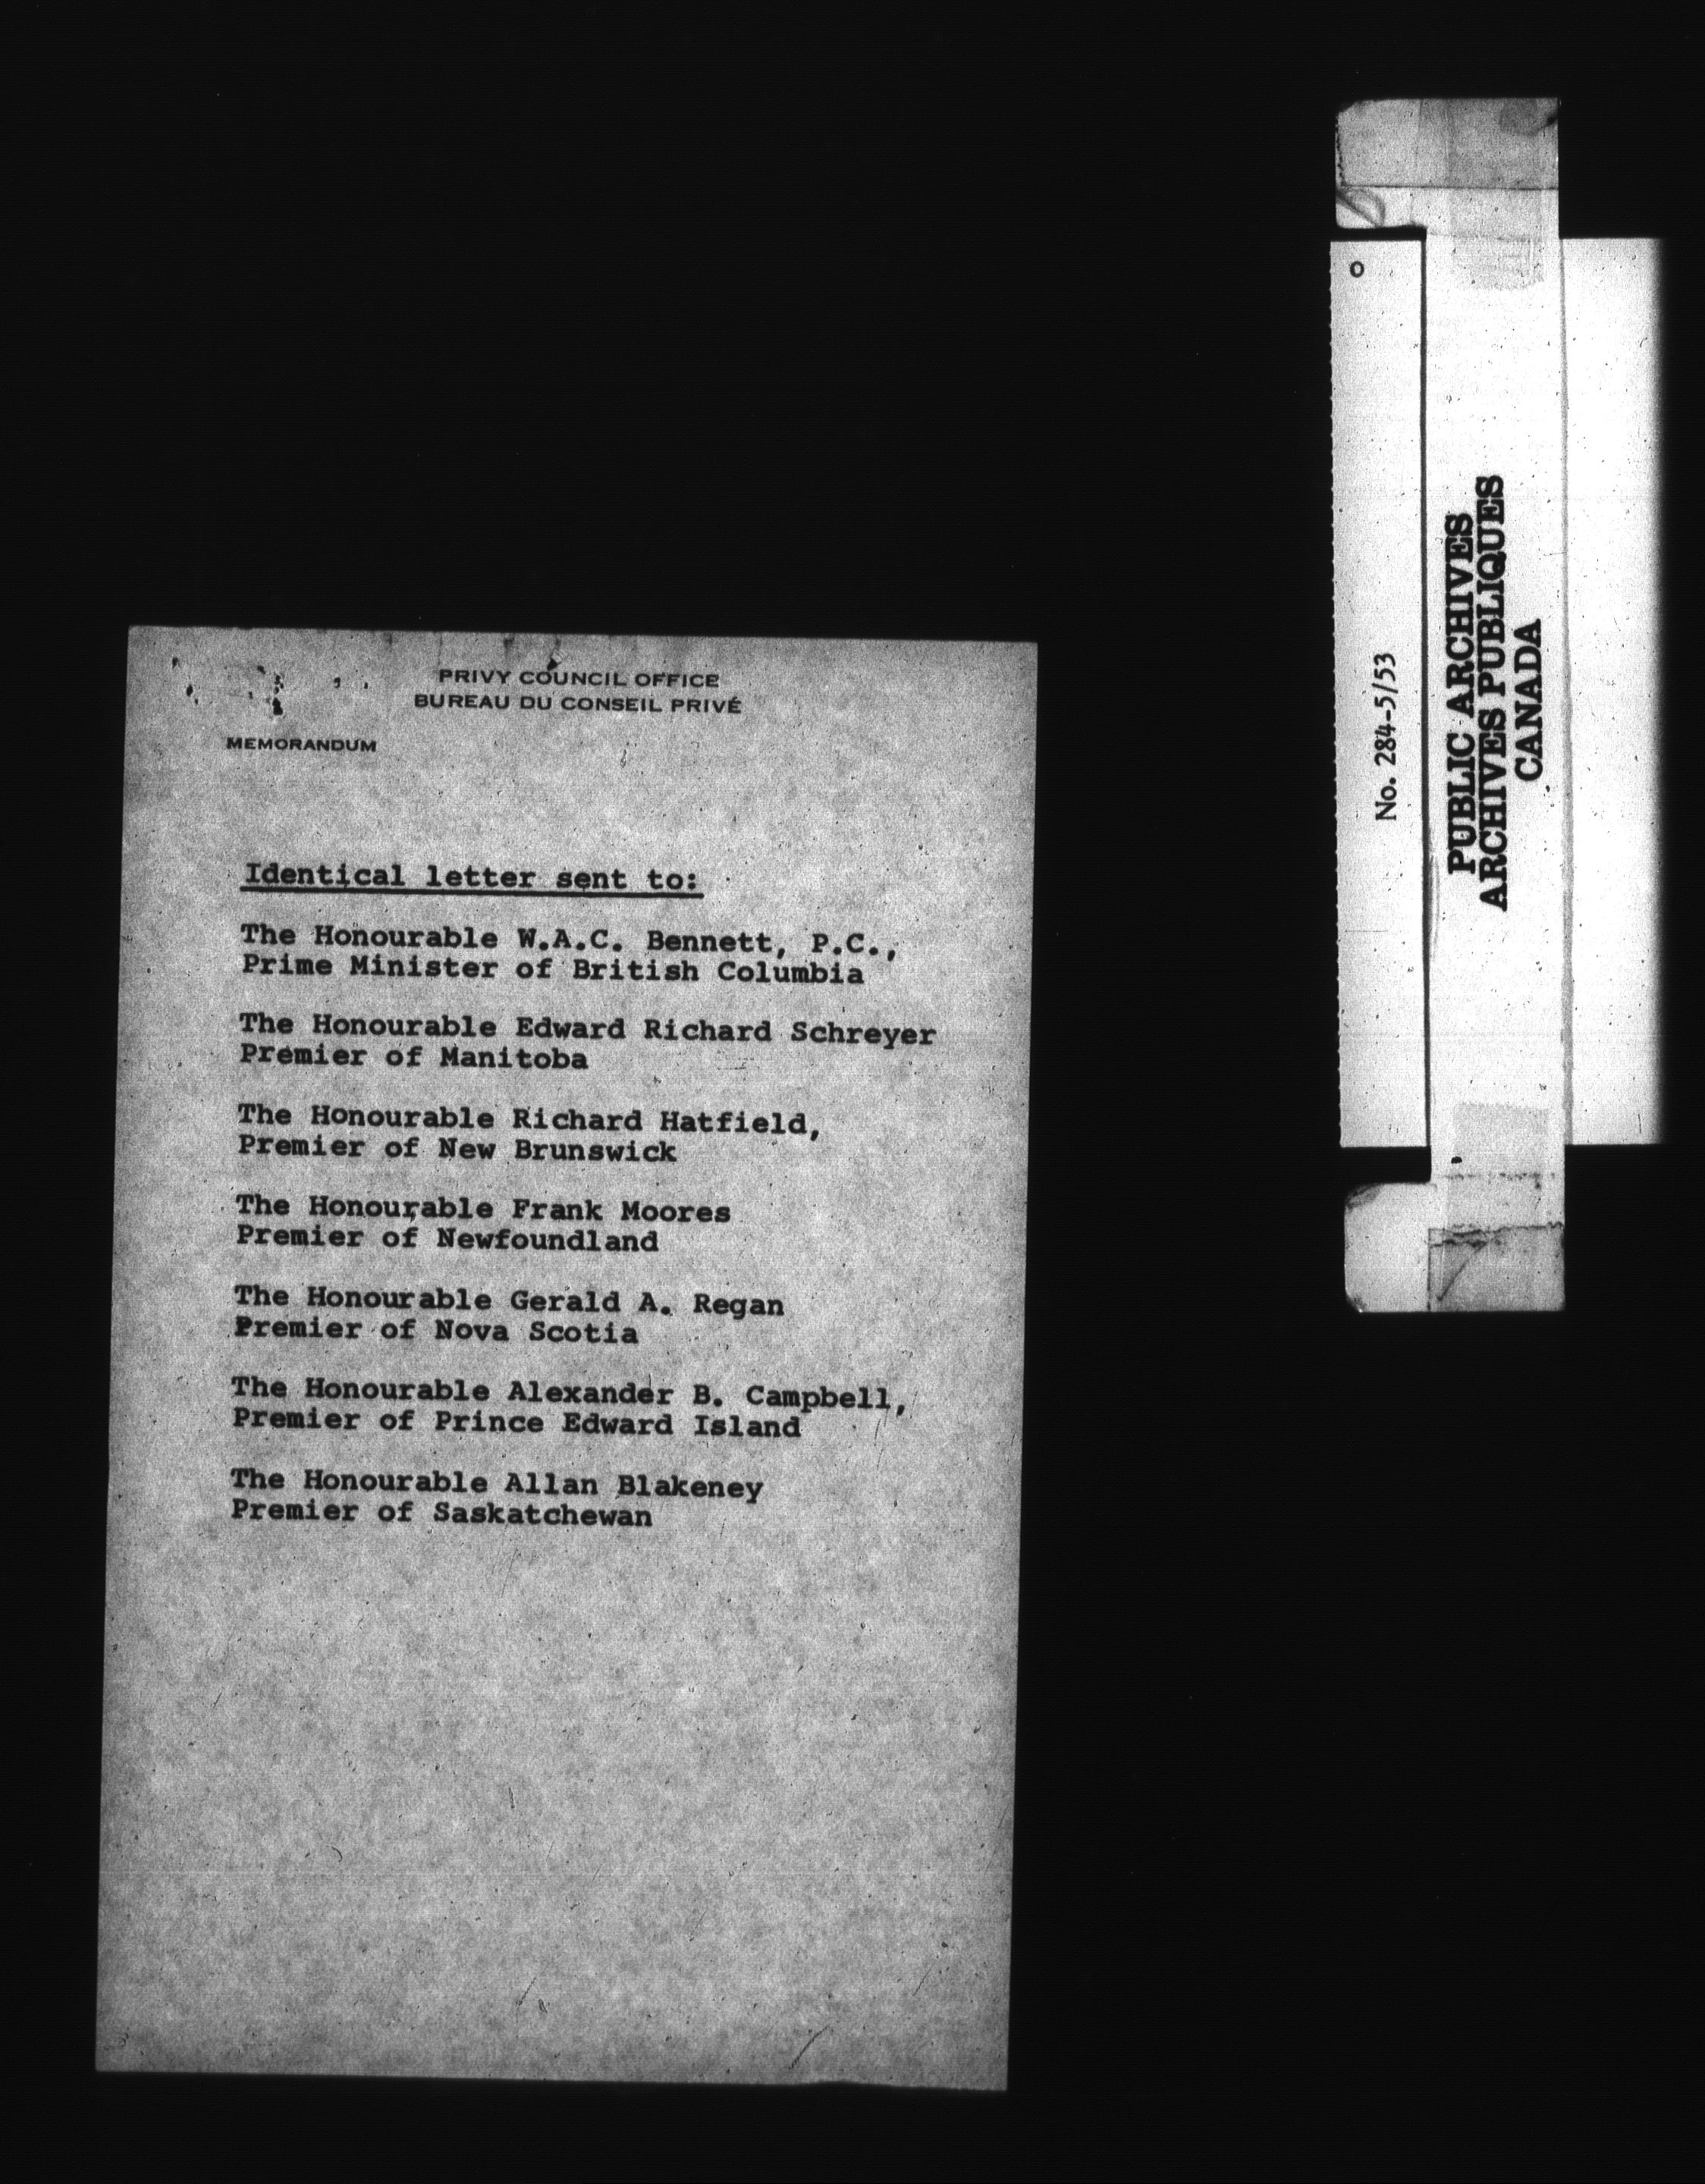 PRIVY COUNCIL OFFICE
BUREAU DU CONSEIL PRIVÉ
MEMORANDUM
Identical letter sent to:
The Honourable W.A.C. Bennett, P.C.,
Prime Minister of British Columbia
The Honourable Edward Richard Schreyer
Premier of Manitoba
The Honourable Richard Hatfield,
Premier of New Brunswick
The Honourable Frank Moores
Premier of Newfoundland
The Honourable Gerald A. Regan
Premier of Nova Scotia
The Honourable Alexander B. Campbell,
Premier of Prince Edward Island
The Honourable Allan Blakeney
Premier of Saskatchewan
No. 284-5/53
PUBLIC ARCHIVES
ARCHIVES PUBLIQUES
CANADA